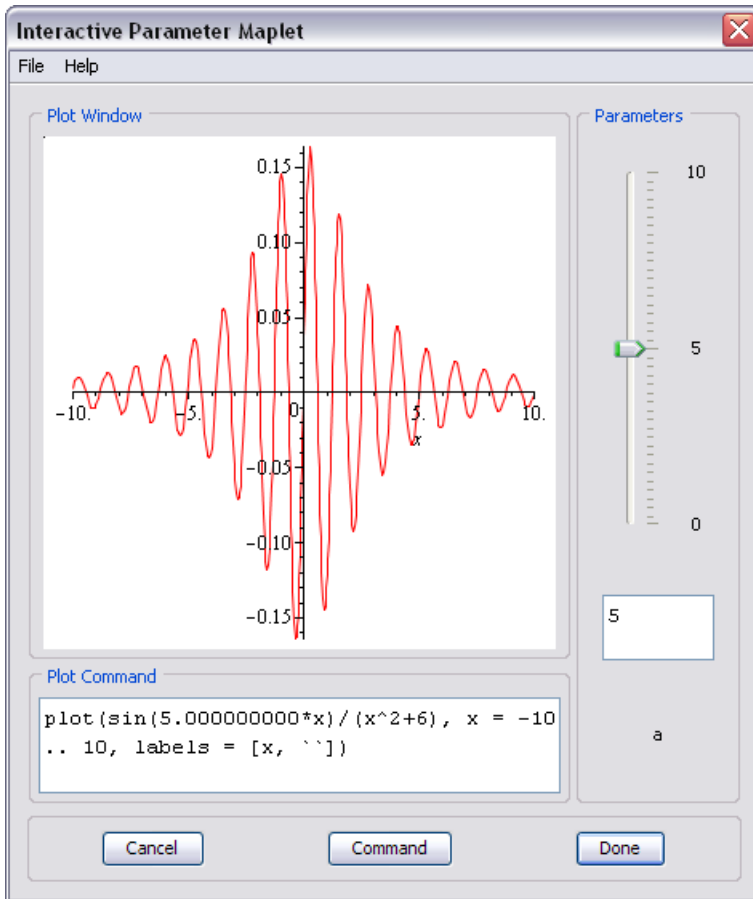 Interactive Parameter Maplet
File Help
Plot Window
0.15
0.10
0.05
-10. -5. 0 5. 10.
x
-0.05
-0.10
-0.15
Parameters
10
5
0
5
a
Plot Command
plot(sin(5.000000000*x)/(x^2+6), x = -10
.. 10, labels = [x, ``])
Cancel Command Done